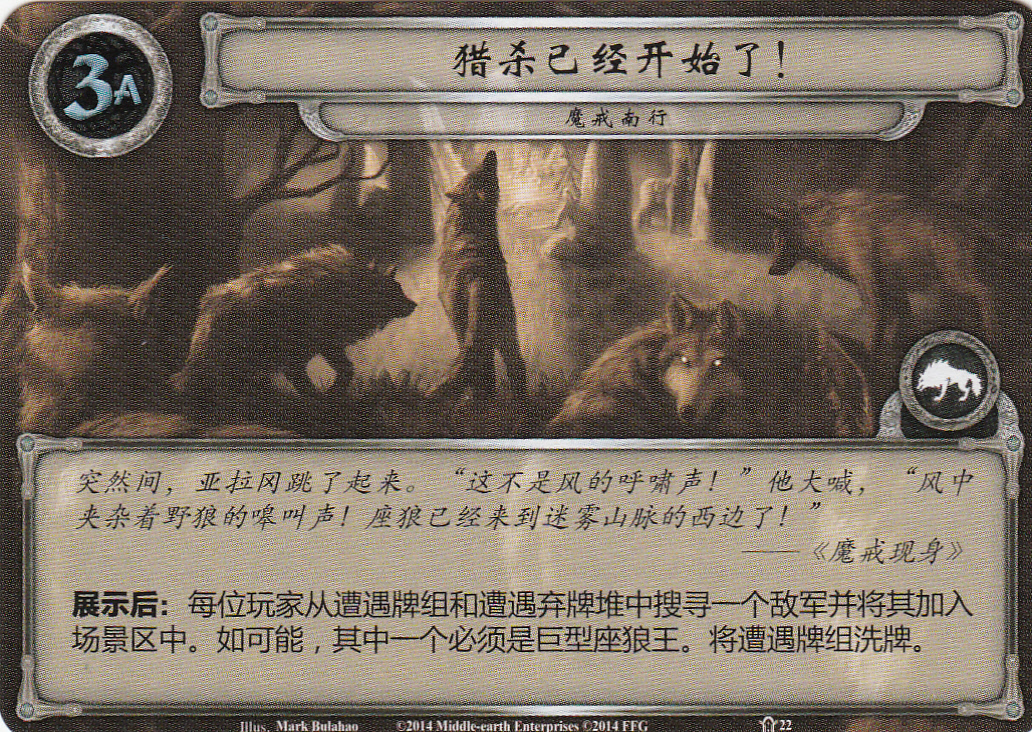 3A
猎杀已经开始了!
魔戒南行
突然间，亚拉冈跳了起来。“这不是风的呼啸声！”他大喊，“风中
夹杂着野狼的嗥叫声！座狼已经来到迷雾山脉的西边了！”
——《魔戒现身》
展示后：每位玩家从遭遇牌组和遭遇弃牌堆中搜寻一个敌军并将其加入
场景区中。如可能，其中一个必须是巨型座狼王。将遭遇牌组洗牌。
Illus. Mark Bulahao ©2014 Middle-earth Enterprises ©2014 FFG 22